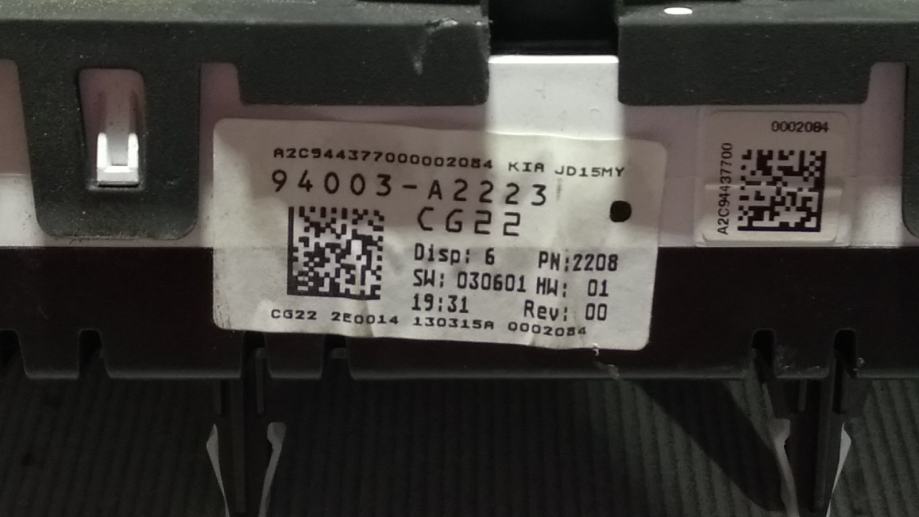 A2C944377000002084 KIA JD15MY
94003-A2223
CG22
Disp: 6 PN:2208
SW: 030601 HW: 01
19:31 Rev: 00
CG22 2E0014 130315A 0002084
0002084
A2C94437700